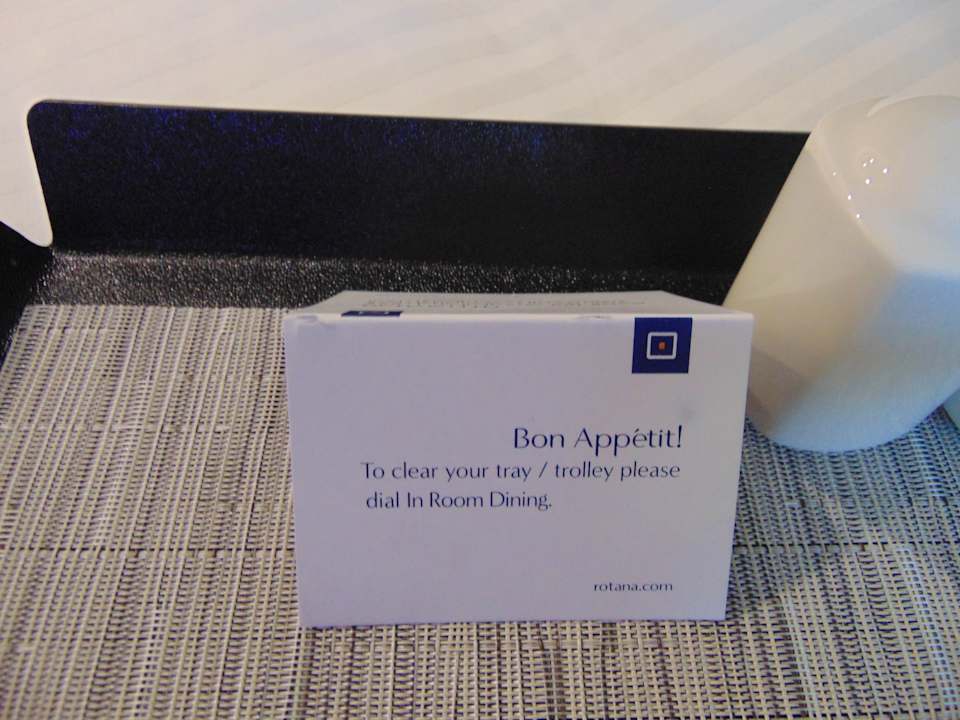 Bon Appétit!
To clear your tray / trolley please
dial In Room Dining.
rotana.com